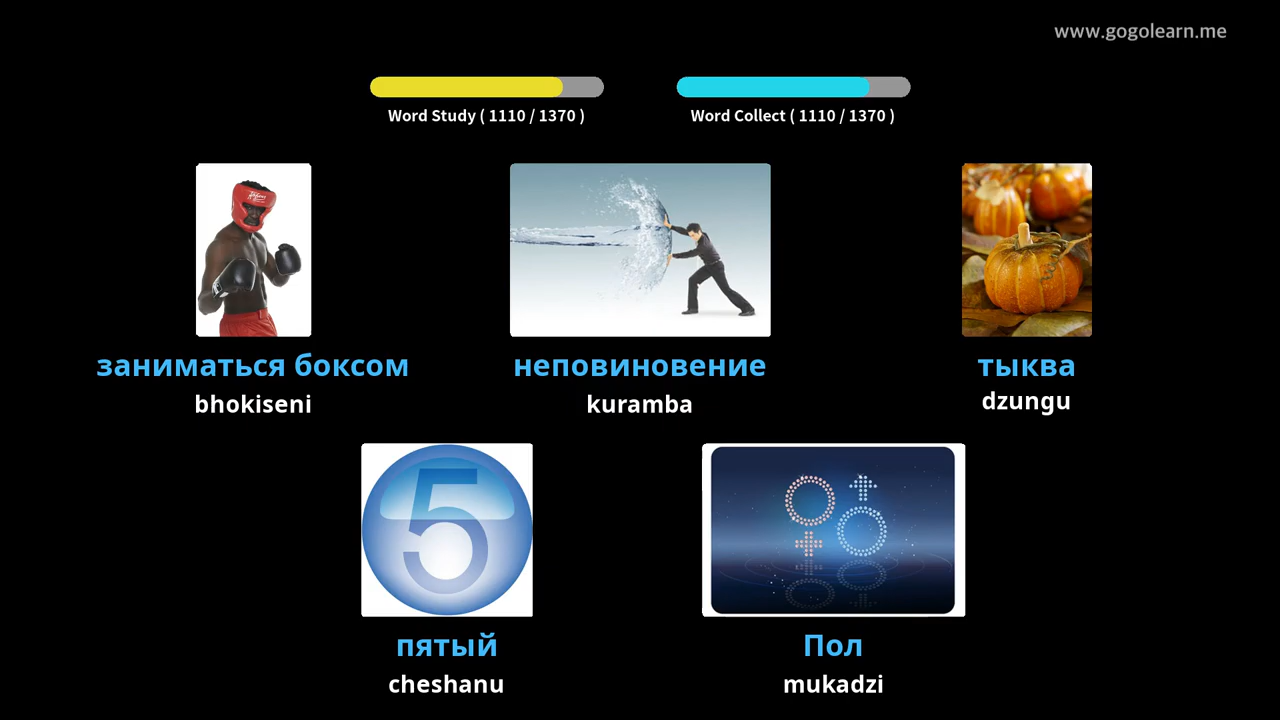 www.gogolearn.me
Word Study ( 1110 / 1370 )
Word Collect ( 1110 / 1370 )
заниматься боксом
bhokiseni
неповиновение
kuramba
тыква
dzungu
5
пятый
cheshanu
Пол
mukadzi